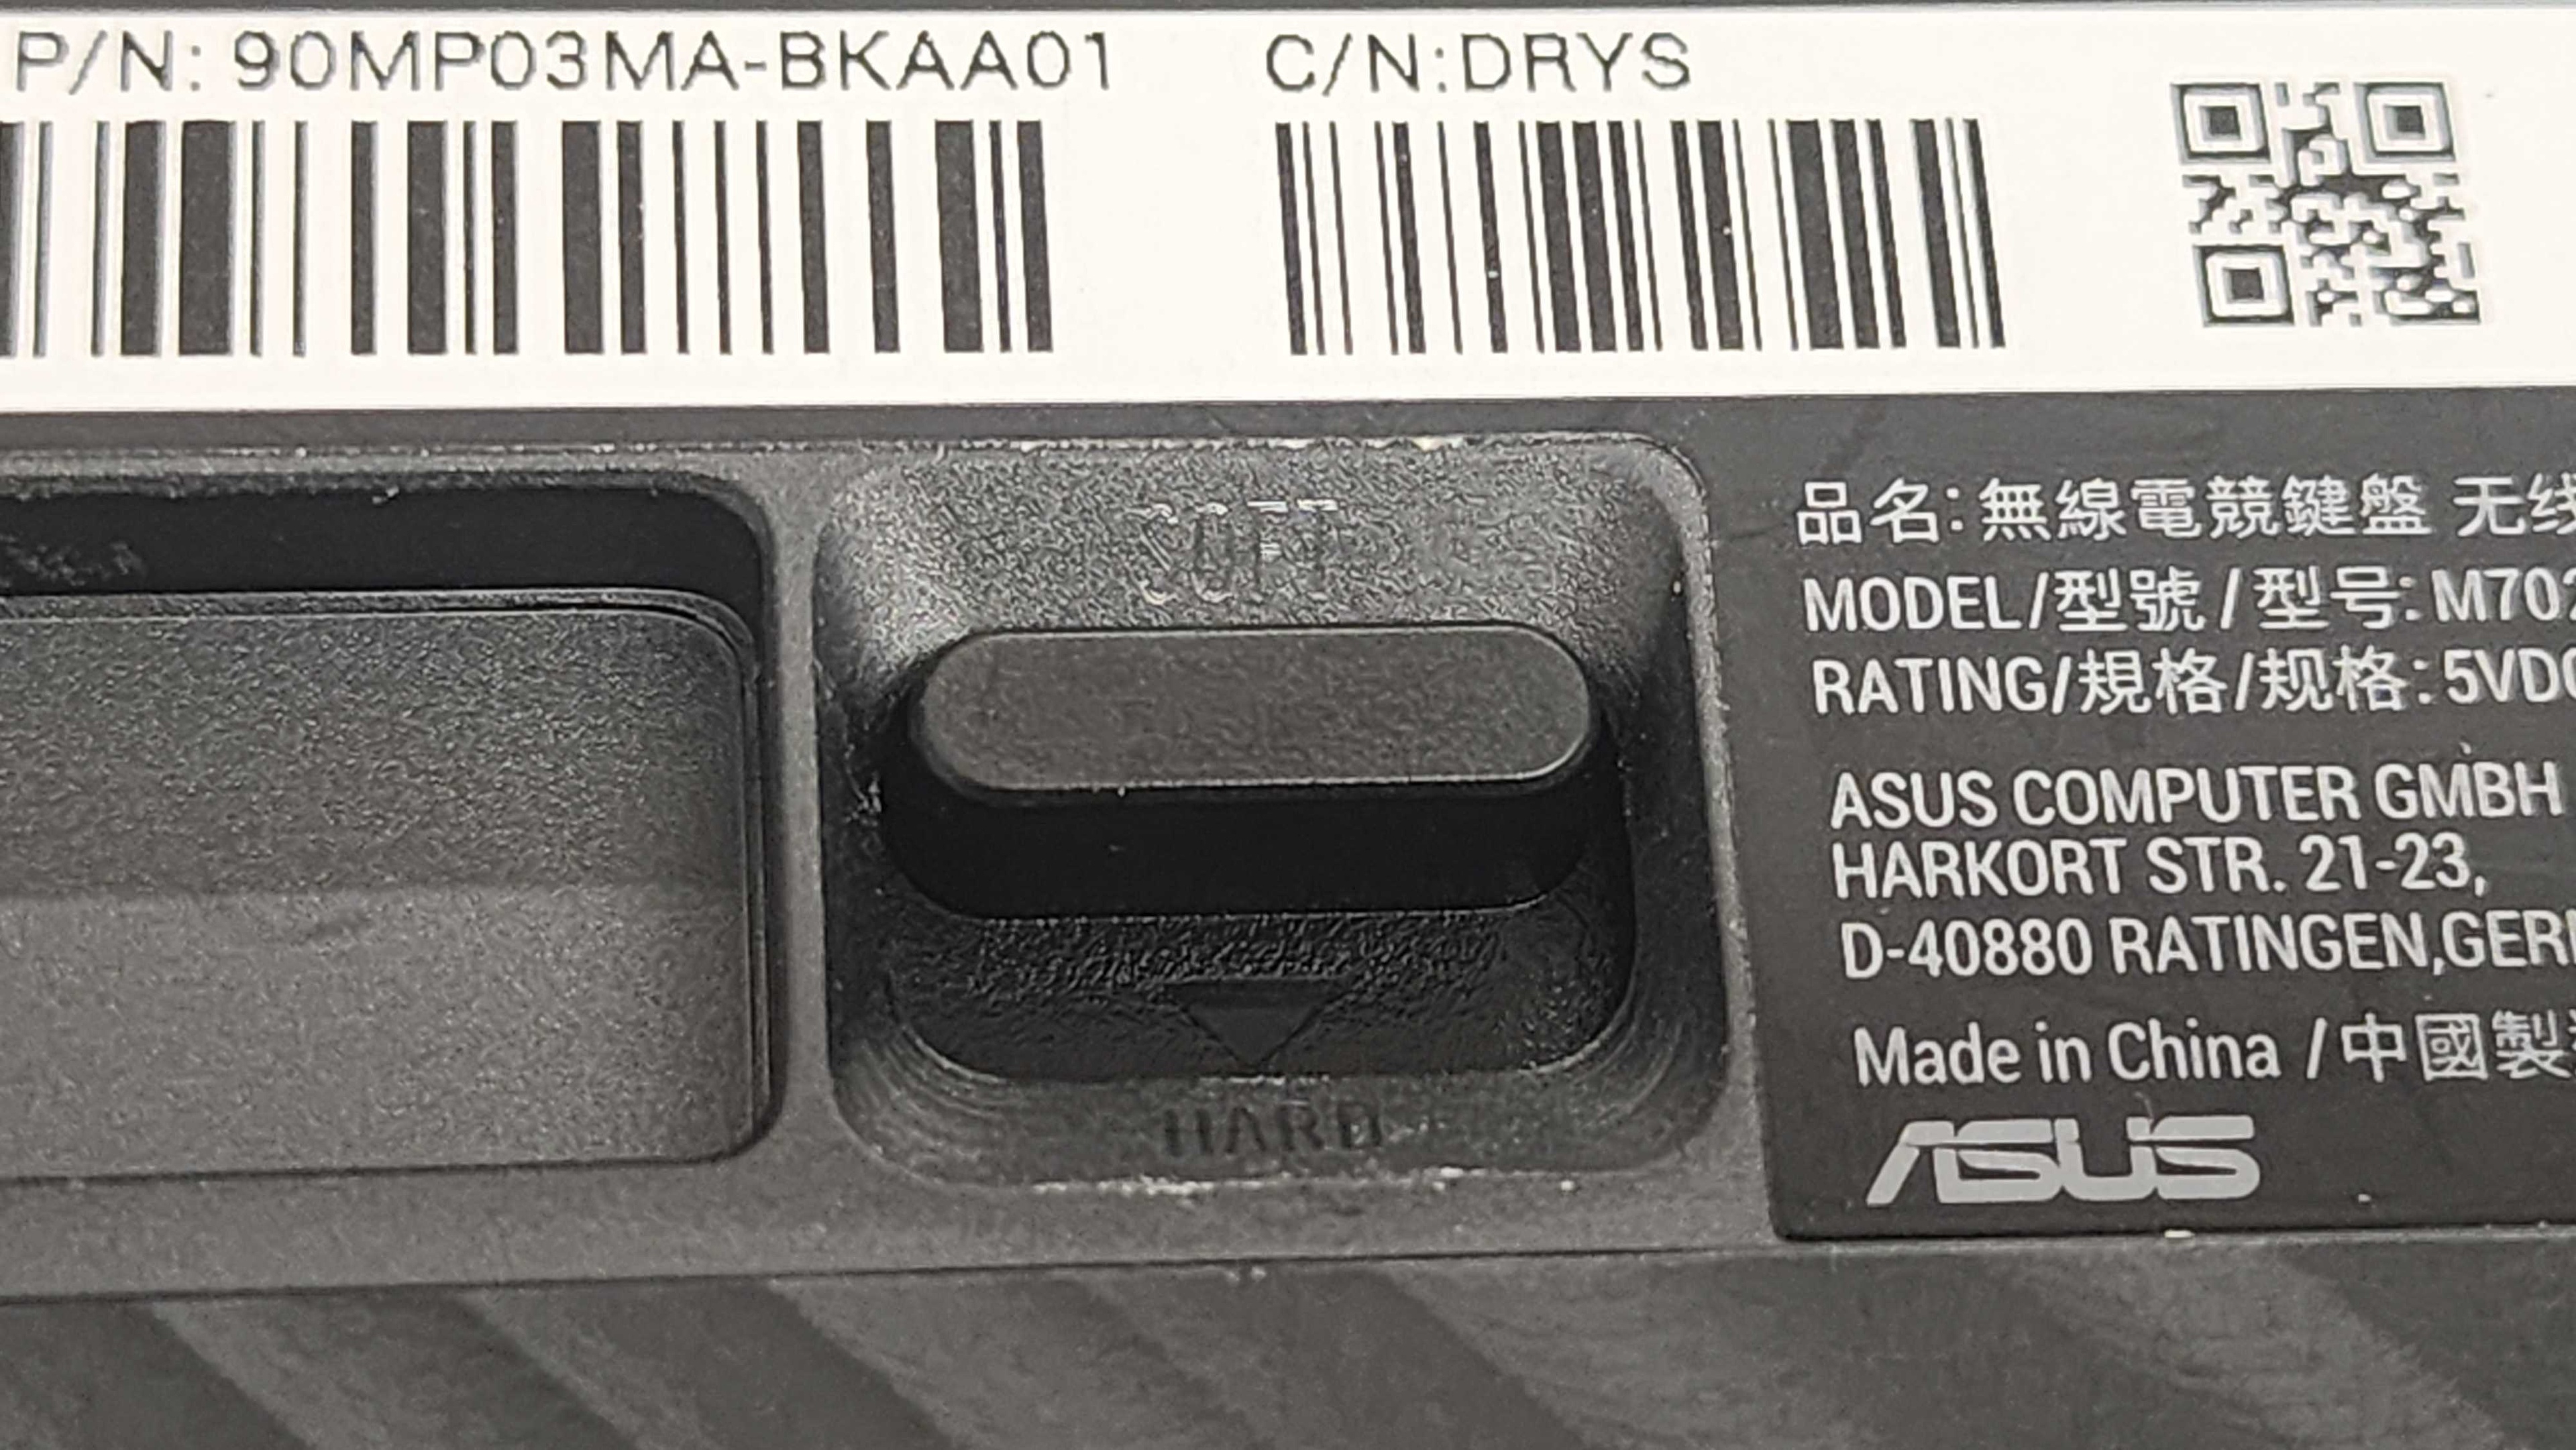 P/N: 90MP03MA-BKAA01
C/N:DRYS
SOFT
HARD
品名: 無線電競鍵盤 无线
MODEL/型號 / 型号: M702
RATING/規格/规格: 5VDC
ASUS COMPUTER GMBH
HARKORT STR. 21-23,
D-40880 RATINGEN,GER
Made in China / 中國製
ASUS